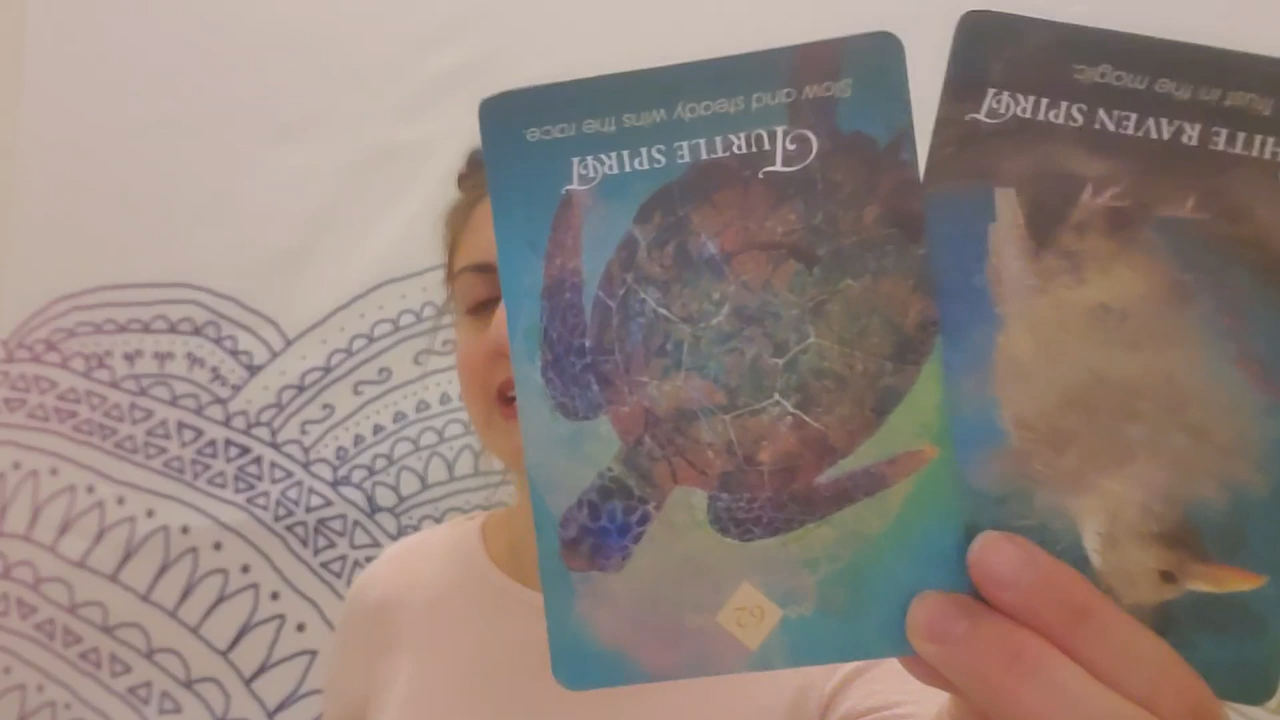 62
TURTLE SPIRIT
Slow and steady wins the race.
HITE RAVEN SPIRIT
Trust in the magic.